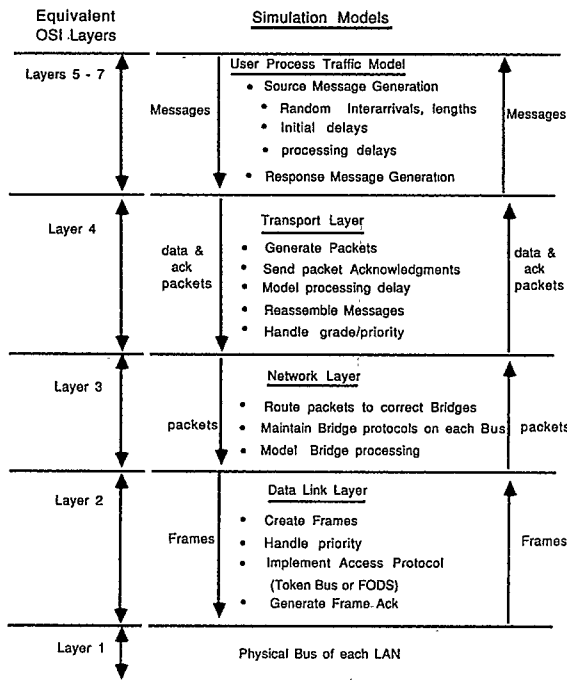 Equivalent
OSI Layers
Simulation Models
Layers 5 - 7
User Process Traffic Model
• Source Message Generation
• Random Interarrivals, lengths
• Initial delays
• processing delays
• Response Message Generation
Messages
Messages
Layer 4
Transport Layer
• Generate Packets
• Send packet Acknowledgments
• Model processing delay
• Reassemble Messages
• Handle grade/priority
data &
ack
packets
data &
ack
packets
Layer 3
Network Layer
• Route packets to correct Bridges
• Maintain Bridge protocols on each Bus
• Model Bridge processing
packets
packets
Layer 2
Data Link Layer
• Create Frames
• Handle priority
• Implement Access Protocol
(Token Bus or FODS)
• Generate Frame Ack
Frames
Frames
Layer 1
Physical Bus of each LAN